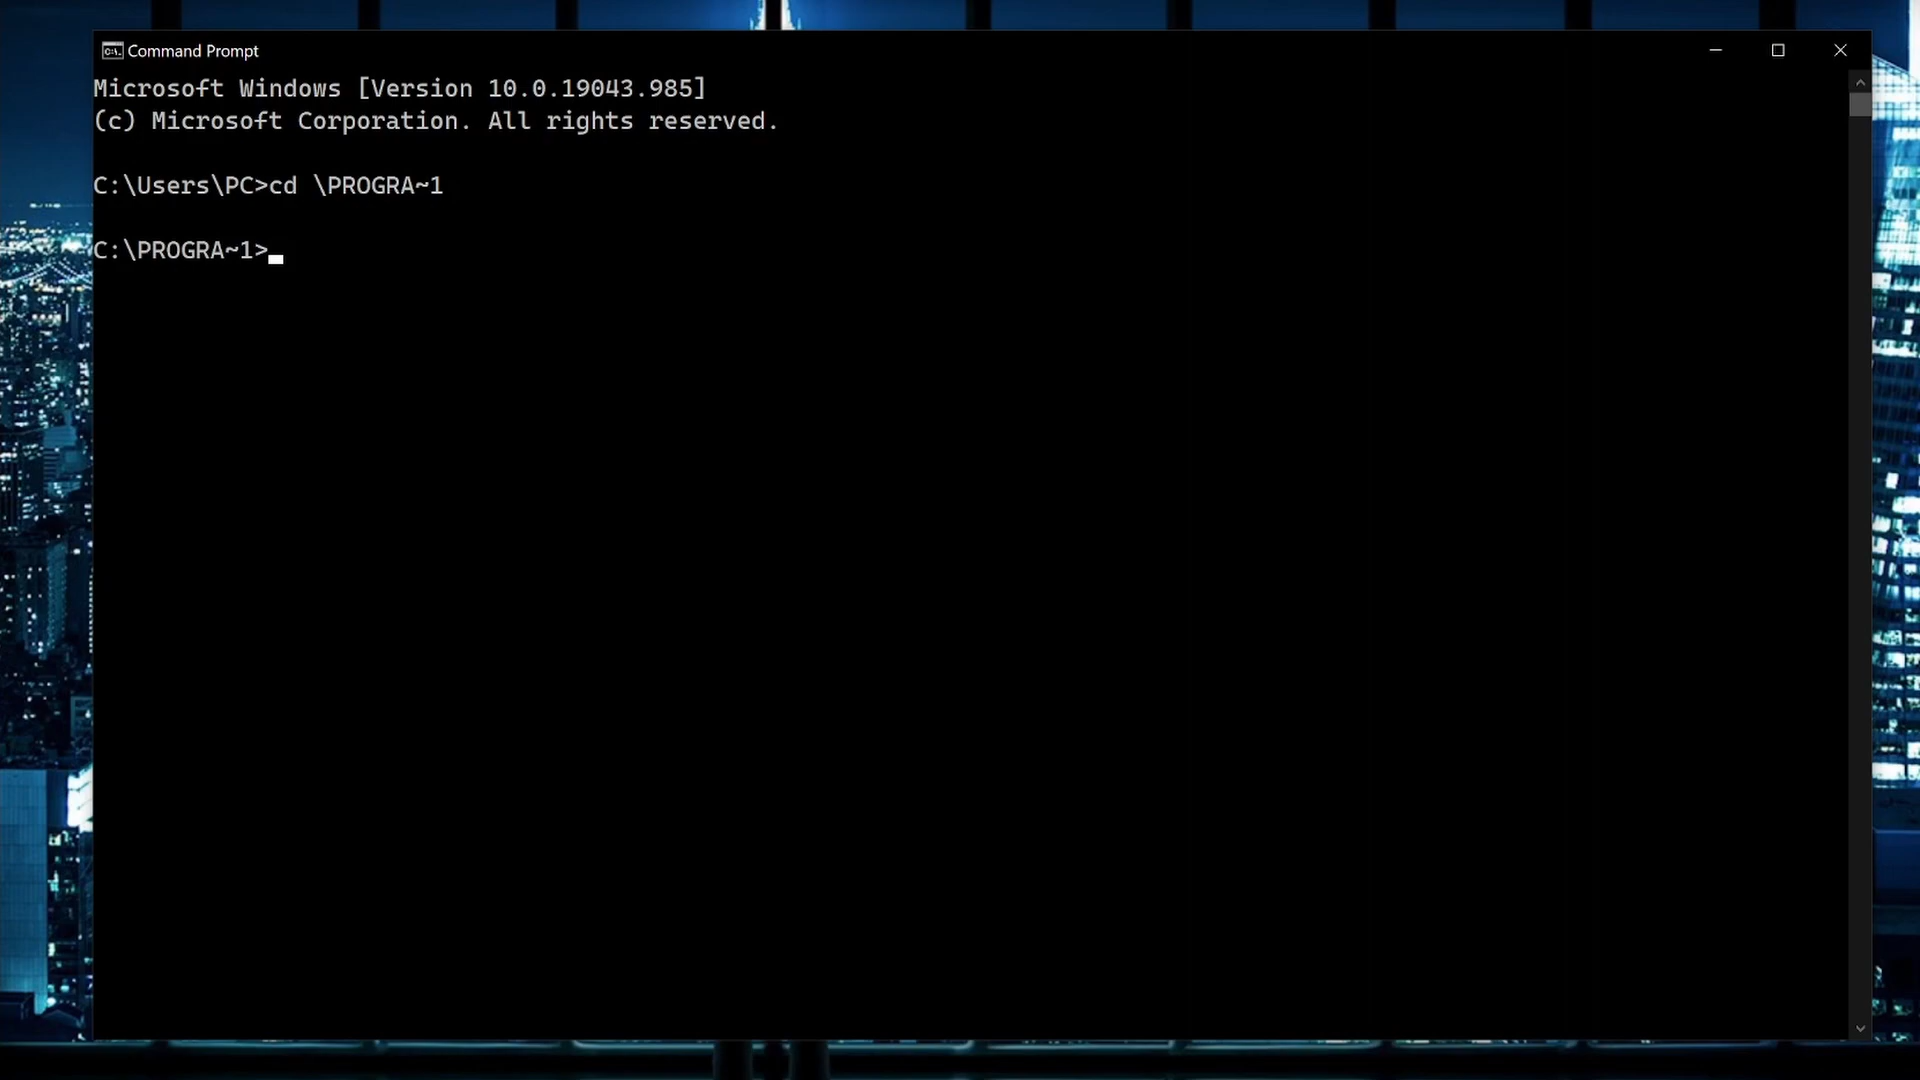 Command Prompt
Microsoft Windows [Version 10.0.19043.985]
(c) Microsoft Corporation. All rights reserved.
C:\Users\PC>cd \PROGRA~1
C:\PROGRA~1>